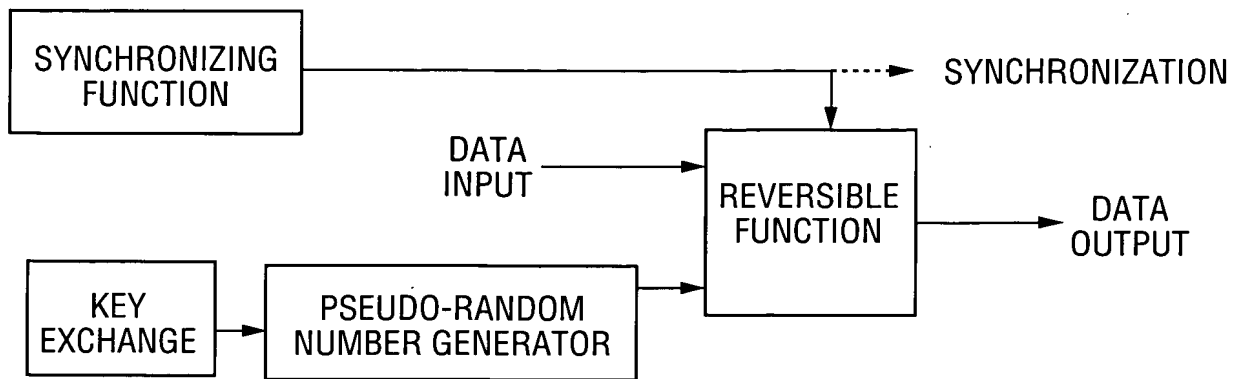 SYNCHRONIZING
FUNCTION
SYNCHRONIZATION
DATA
INPUT
REVERSIBLE
FUNCTION
DATA
OUTPUT
KEY
EXCHANGE
PSEUDO-RANDOM
NUMBER GENERATOR